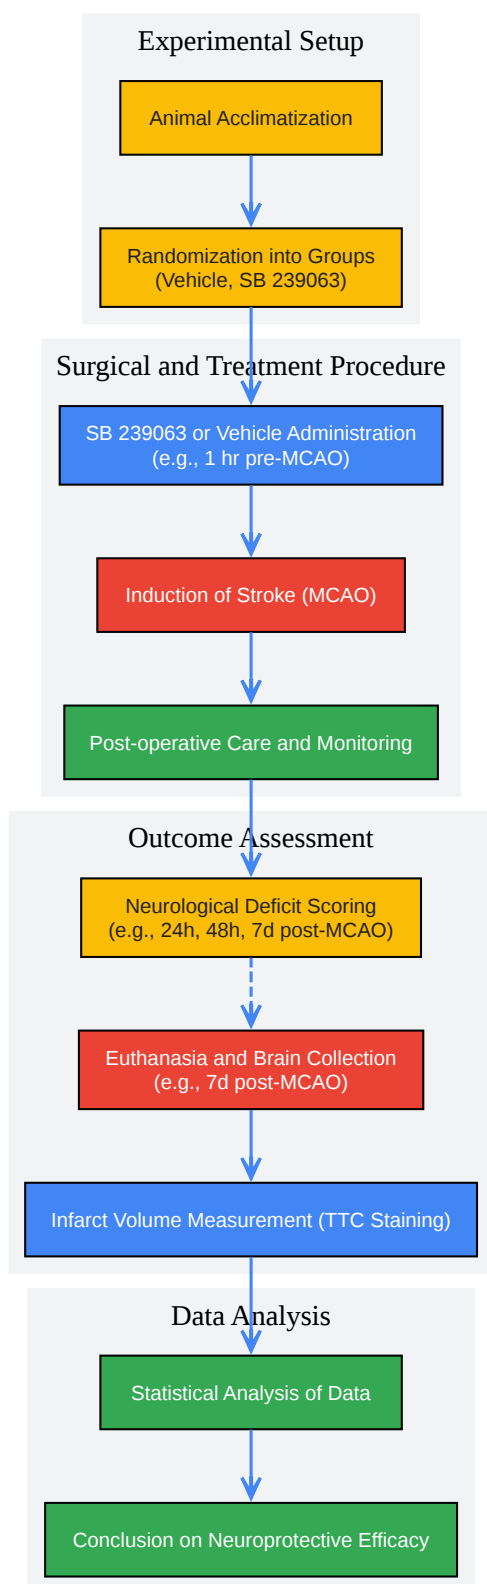 Experimental Setup
Animal Acclimatization
Randomization into Groups
(Vehicle, SB 239063)
Surgical and Treatment Procedure
SB 239063 or Vehicle Administration
(e.g., 1 hr pre-MCAO)
Induction of Stroke (MCAO)
Post-operative Care and Monitoring
Outcome Assessment
Neurological Deficit Scoring
(e.g., 24h, 48h, 7d post-MCAO)
Euthanasia and Brain Collection
(e.g., 7d post-MCAO)
Infarct Volume Measurement (TTC Staining)
Data Analysis
Statistical Analysis of Data
Conclusion on Neuroprotective Efficacy